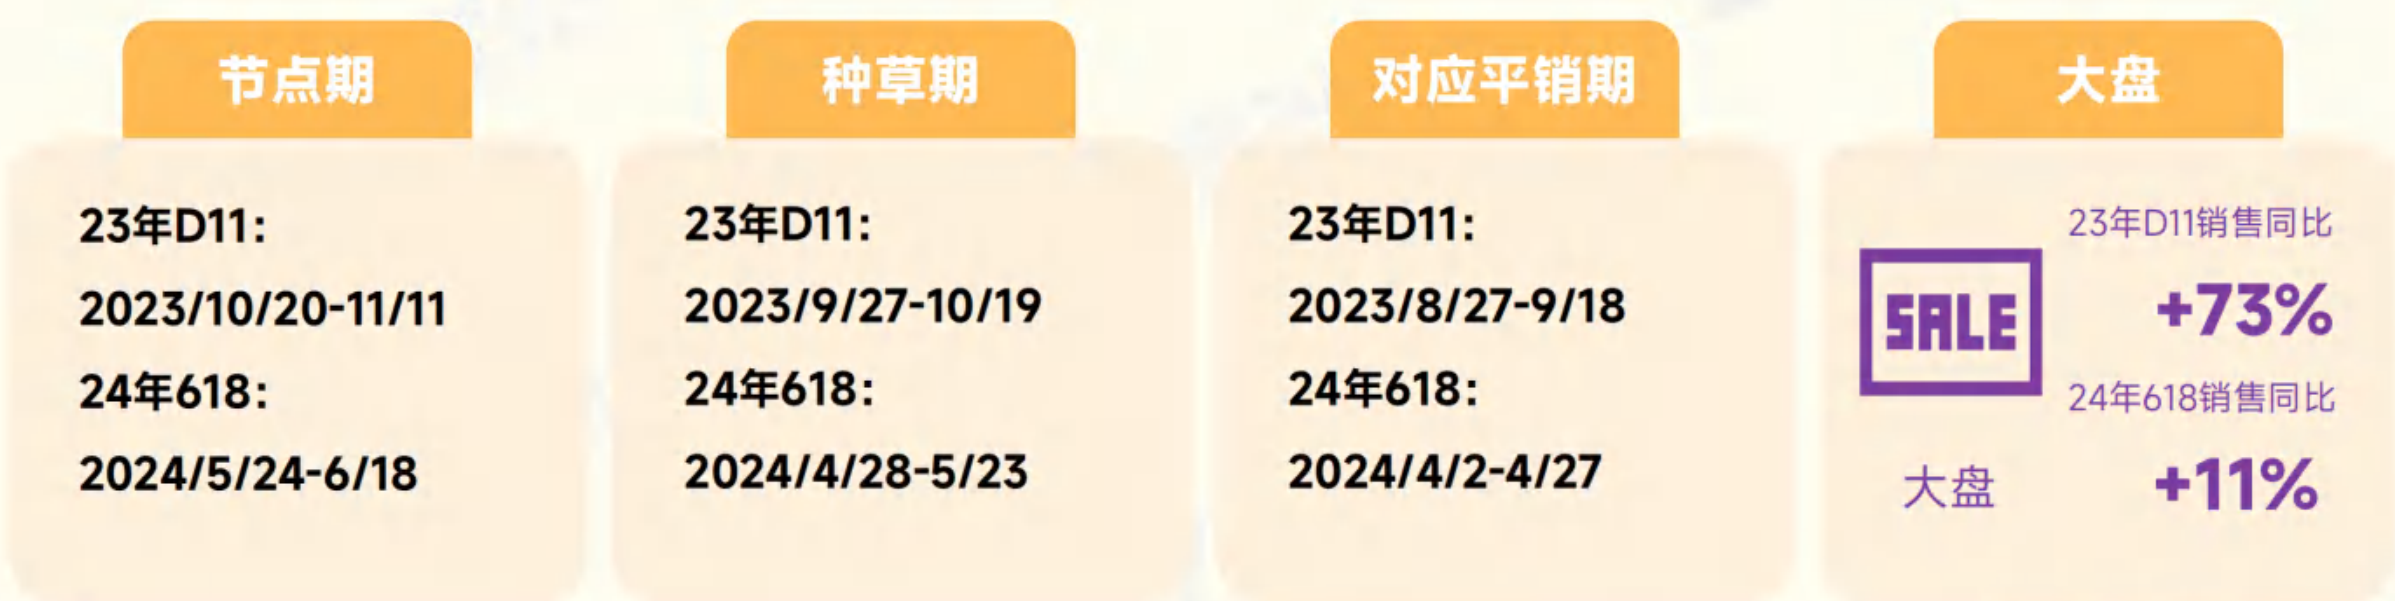 节点期
23年D11:
2023/10/20-11/11
24年618:
2024/5/24-6/18
种草期
23年D11:
2023/9/27-10/19
24年618:
2024/4/28-5/23
对应平销期
23年D11:
2023/8/27-9/18
24年618:
2024/4/2-4/27
大盘
SALE
大盘
23年D11销售同比
+73%
24年618销售同比
+11%